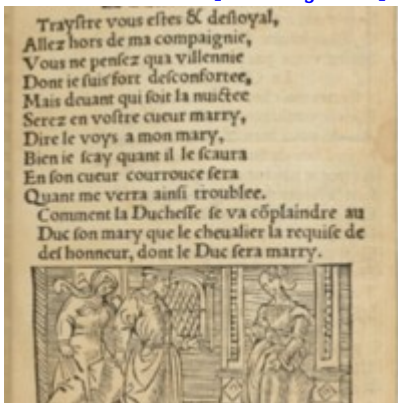 Trayſtre vous eſtes & deſloyal,
Allez hors de ma compaignie,
Vous ne penſez qua villennie
Dont ie ſuis fort deſconfortee,
Mais deuant qui ſoit la nuictee
Serez en voſtre cueur marry,
Dire le voys a mon mary,
Bien ie ſcay quant il le ſcaura
En ſon cueur courrouce ſera
Quant me verra ainſi troublee.
Comment la Ducheſſe ſe va cõplaindre au
Duc ſon mary que le cheualier la requiſe de
deſhonneur, dont le Duc ſera marry.